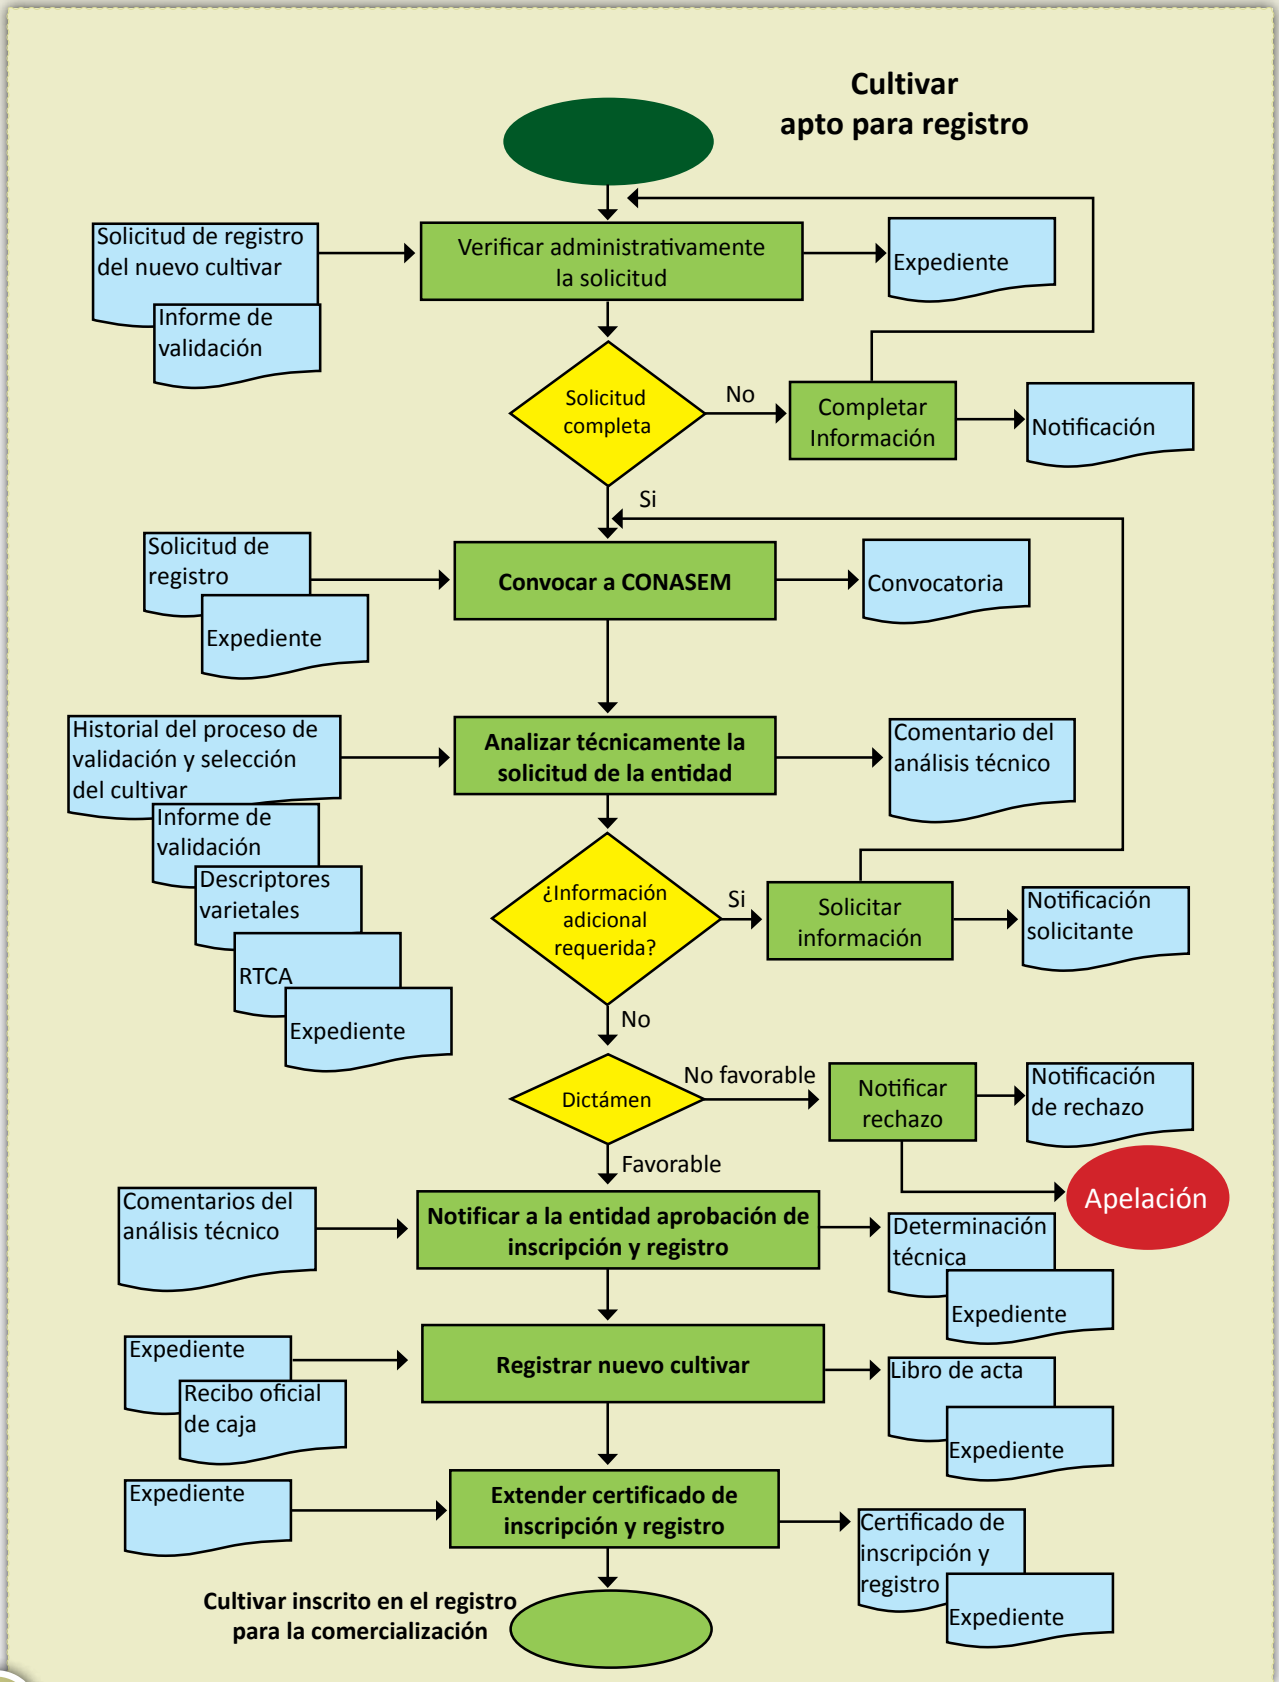 Cultivar
apto para registro
Solicitud de registro
del nuevo cultivar
Informe de
validación
Verificar administrativamente
la solicitud
Expediente
Solicitud
completa
No
Completar
Información
Notificación
Si
Solicitud de
registro
Expediente
Convocar a CONASEM
Convocatoria
Historial del proceso de
validación y selección
del cultivar
Informe de
validación
Descriptores
varietales
RTCA
Expediente
Analizar técnicamente la
solicitud de la entidad
Comentario del
análisis técnico
¿Información
adicional
requerida?
Si
Solicitar
información
Notificación
solicitante
No
Dictámen
No favorable
Notificar
rechazo
Notificación
de rechazo
Apelación
Favorable
Comentarios del
análisis técnico
Notificar a la entidad aprobación de
inscripción y registro
Determinación
técnica
Expediente
Expediente
Recibo oficial
de caja
Registrar nuevo cultivar
Libro de acta
Expediente
Expediente
Extender certificado de
inscripción y registro
Certificado de
inscripción y
registro
Expediente
Cultivar inscrito en el registro
para la comercialización